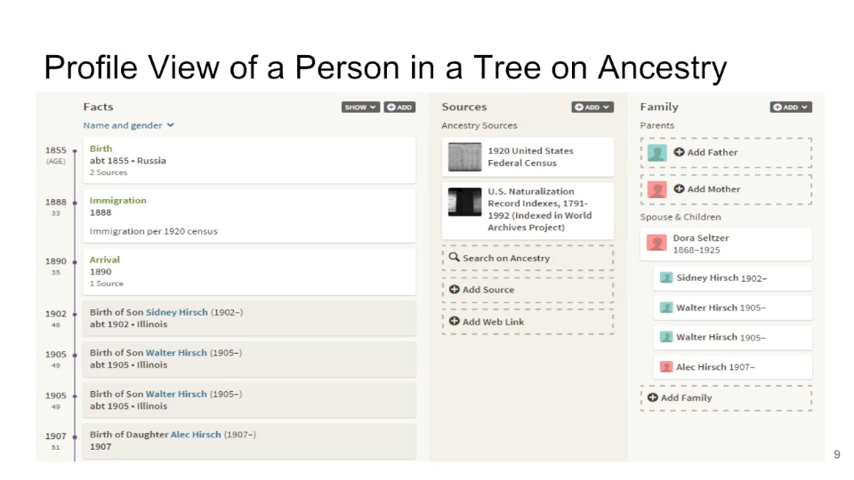 Profile View of a Person in a Tree on Ancestry
Facts
SHOW
ADD
Name and gender
1855
(AGE)
Birth
abt 1855 • Russia
2 Sources
1888
33
Immigration
1888
Immigration per 1920 census
1890
35
Arrival
1890
1 Source
1902
46
Birth of Son Sidney Hirsch (1902–)
abt 1902 • Illinois
1905
49
Birth of Son Walter Hirsch (1905–)
abt 1905 • Illinois
1905
49
Birth of Son Walter Hirsch (1905–)
abt 1905 • Illinois
1907
51
Birth of Daughter Alec Hirsch (1907–)
1907
Sources
ADD
Ancestry Sources
1920 United States
Federal Census
U.S. Naturalization
Record Indexes, 1791-
1992 (Indexed in World
Archives Project)
Search on Ancestry
Add Source
Add Web Link
Family
ADD
Parents
Add Father
Add Mother
Spouse & Children
Dora Seltzer
1868–1925
Sidney Hirsch 1902–
Walter Hirsch 1905–
Walter Hirsch 1905–
Alec Hirsch 1907–
Add Family
9